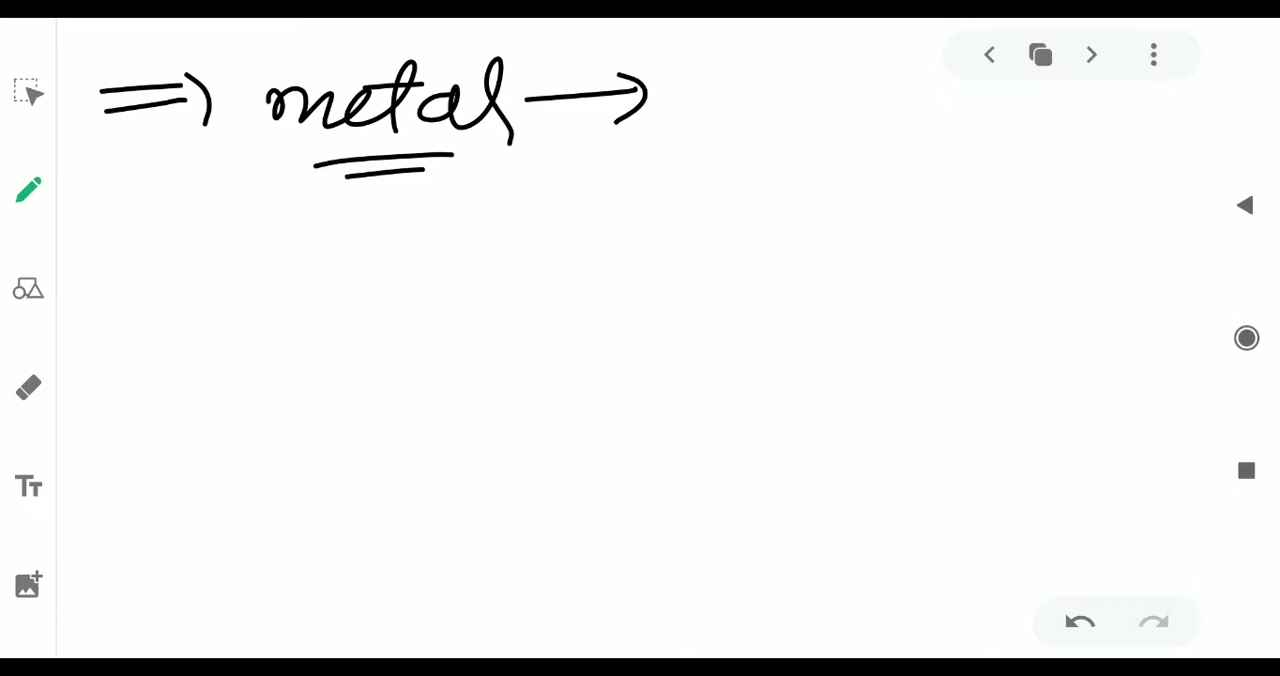 ⇒ metal →